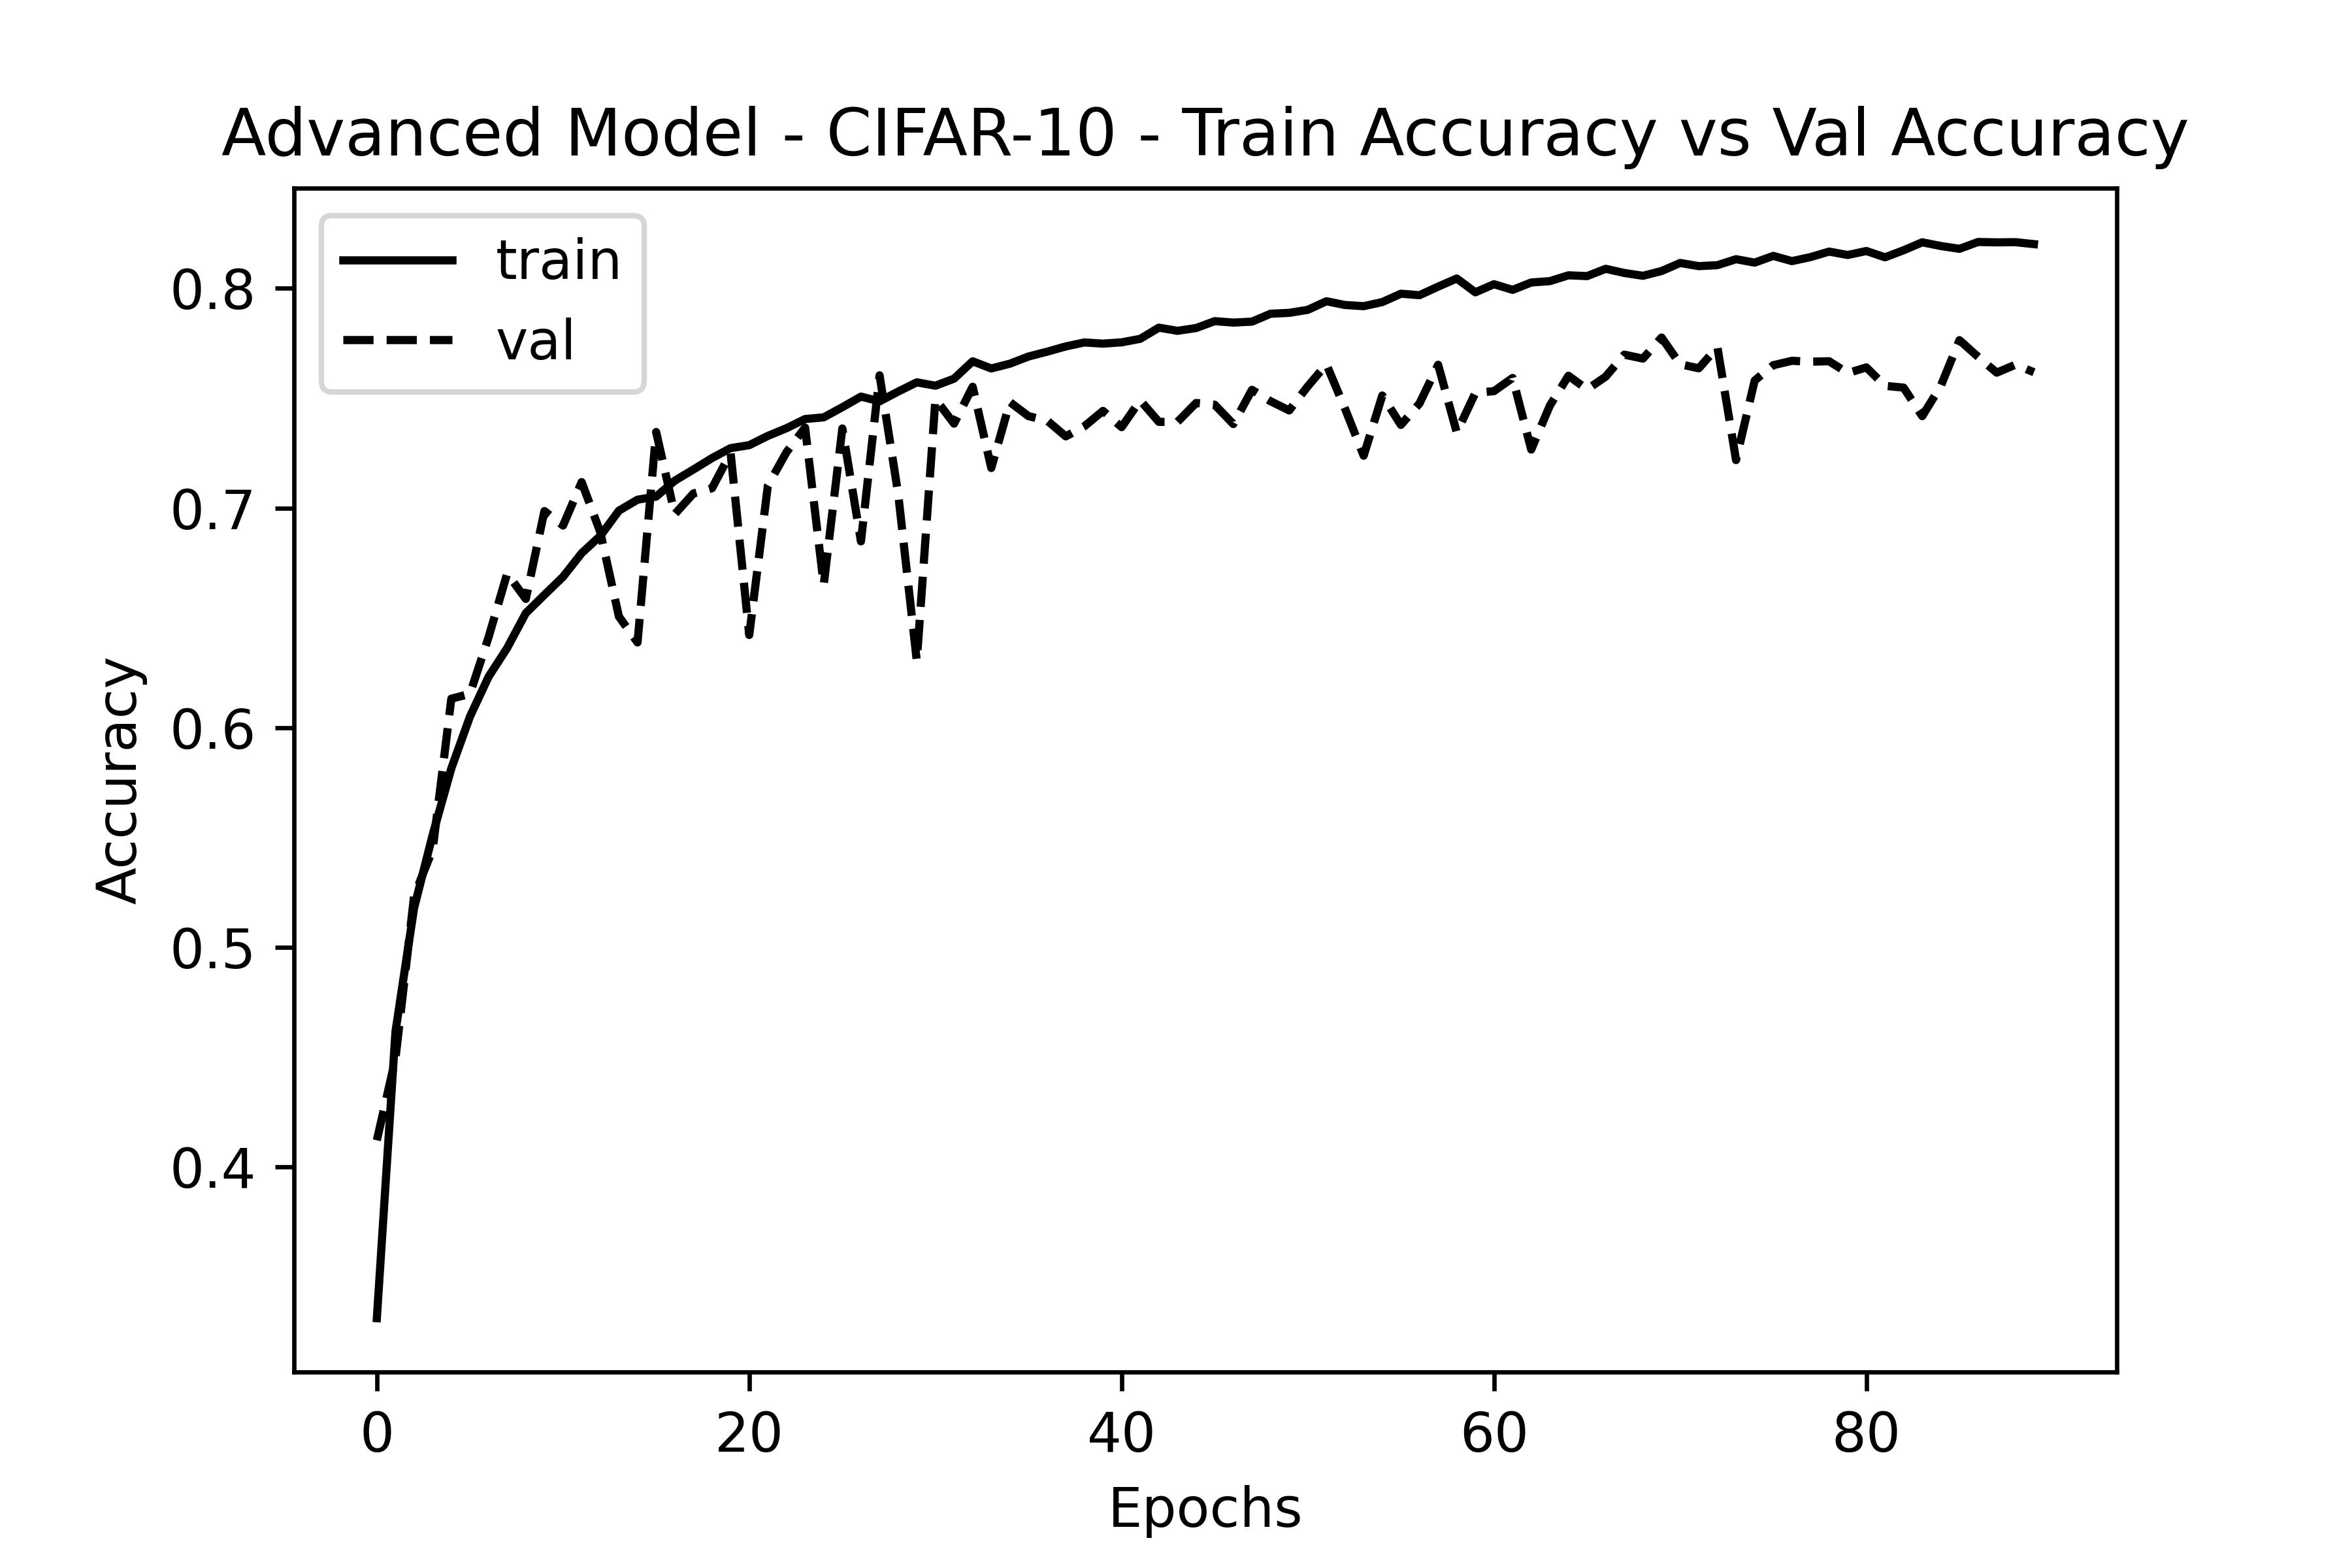 Advanced Model - CIFAR-10 - Train Accuracy vs Val Accuracy
train
val
0.8
0.7
0.6
0.5
0.4
Accuracy
0 20 40 60 80
Epochs